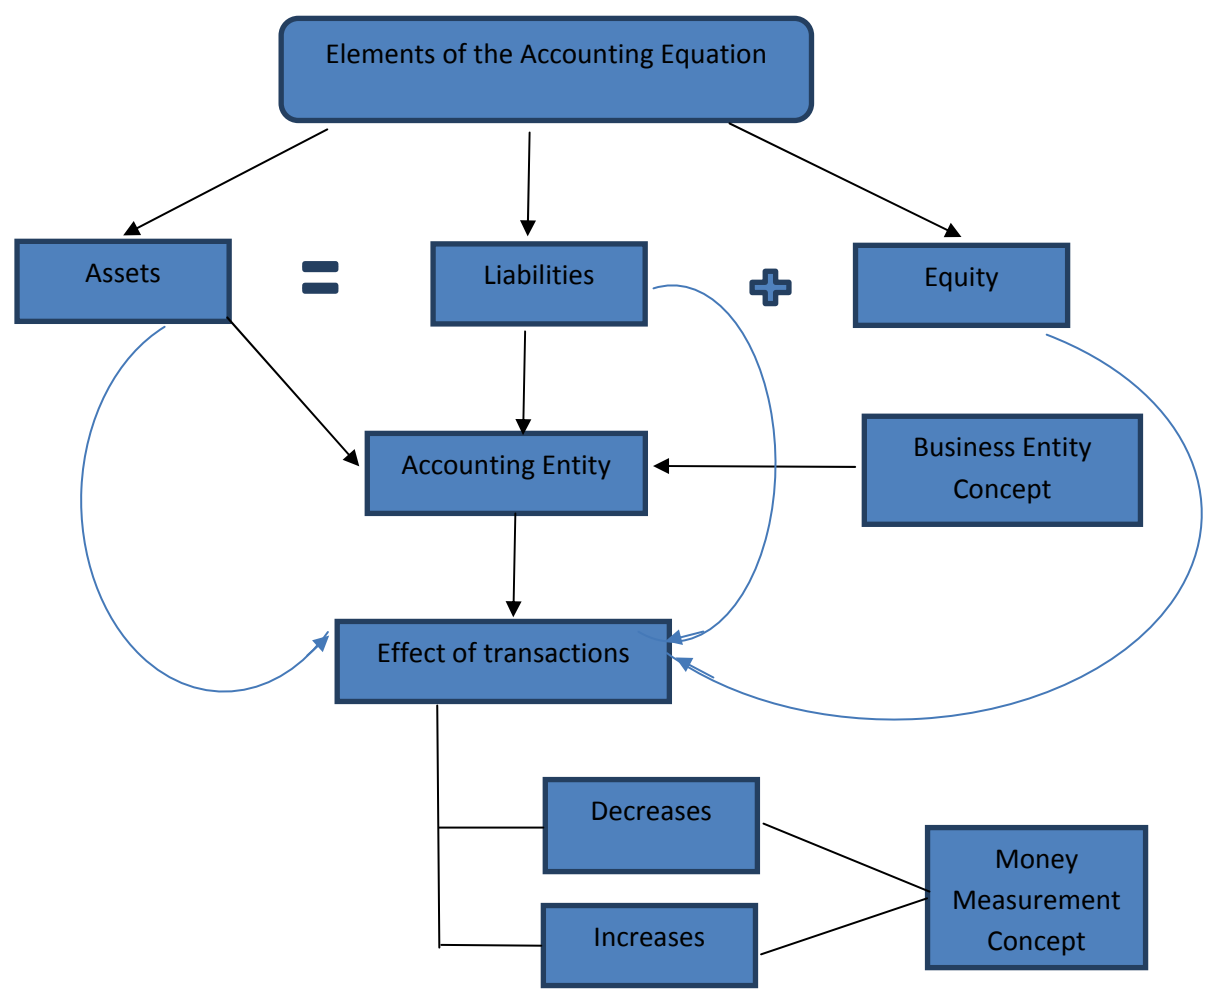 Elements of the Accounting Equation
Assets
=
Liabilities
+
Equity
Accounting Entity
Business Entity
Concept
Effect of transactions
Decreases
Increases
Money
Measurement
Concept